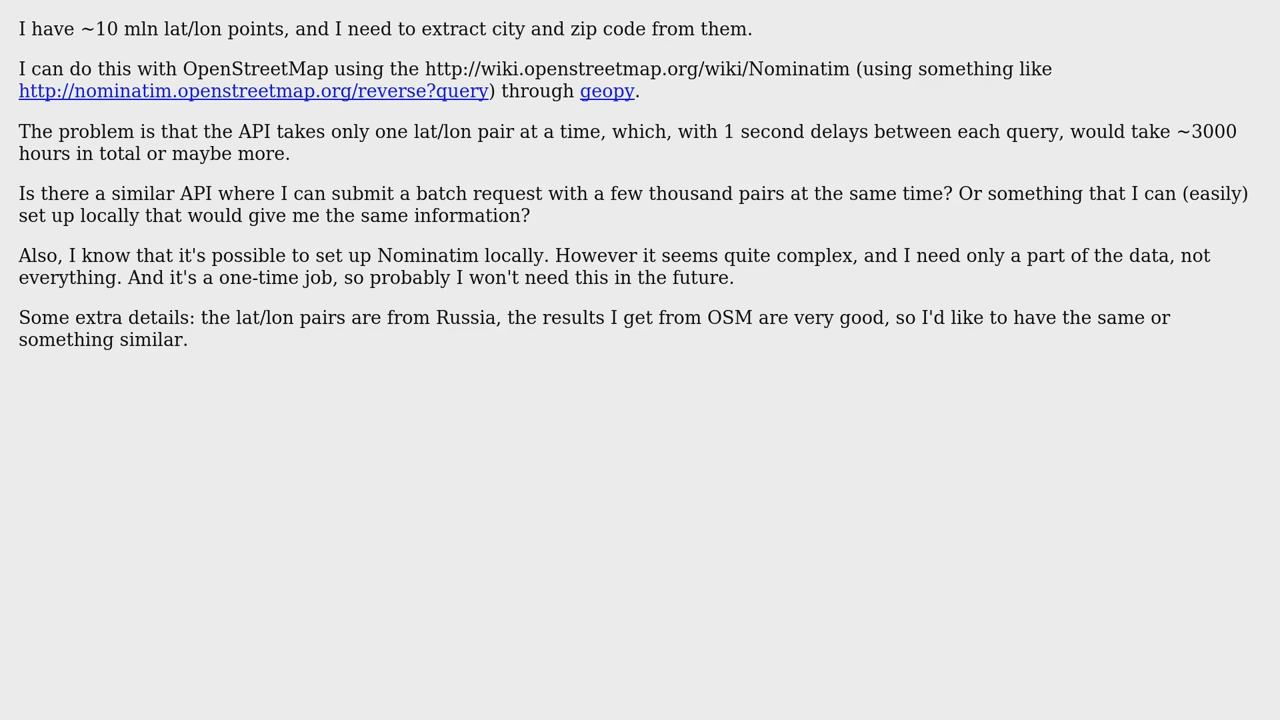 I have ~10 mln lat/lon points, and I need to extract city and zip code from them.
I can do this with OpenStreetMap using the http://wiki.openstreetmap.org/wiki/Nominatim (using something like
http://nominatim.openstreetmap.org/reverse?query) through geopy.
The problem is that the API takes only one lat/lon pair at a time, which, with 1 second delays between each query, would take ~3000
hours in total or maybe more.
Is there a similar API where I can submit a batch request with a few thousand pairs at the same time? Or something that I can (easily)
set up locally that would give me the same information?
Also, I know that it's possible to set up Nominatim locally. However it seems quite complex, and I need only a part of the data, not
everything. And it's a one-time job, so probably I won't need this in the future.
Some extra details: the lat/lon pairs are from Russia, the results I get from OSM are very good, so I'd like to have the same or
something similar.